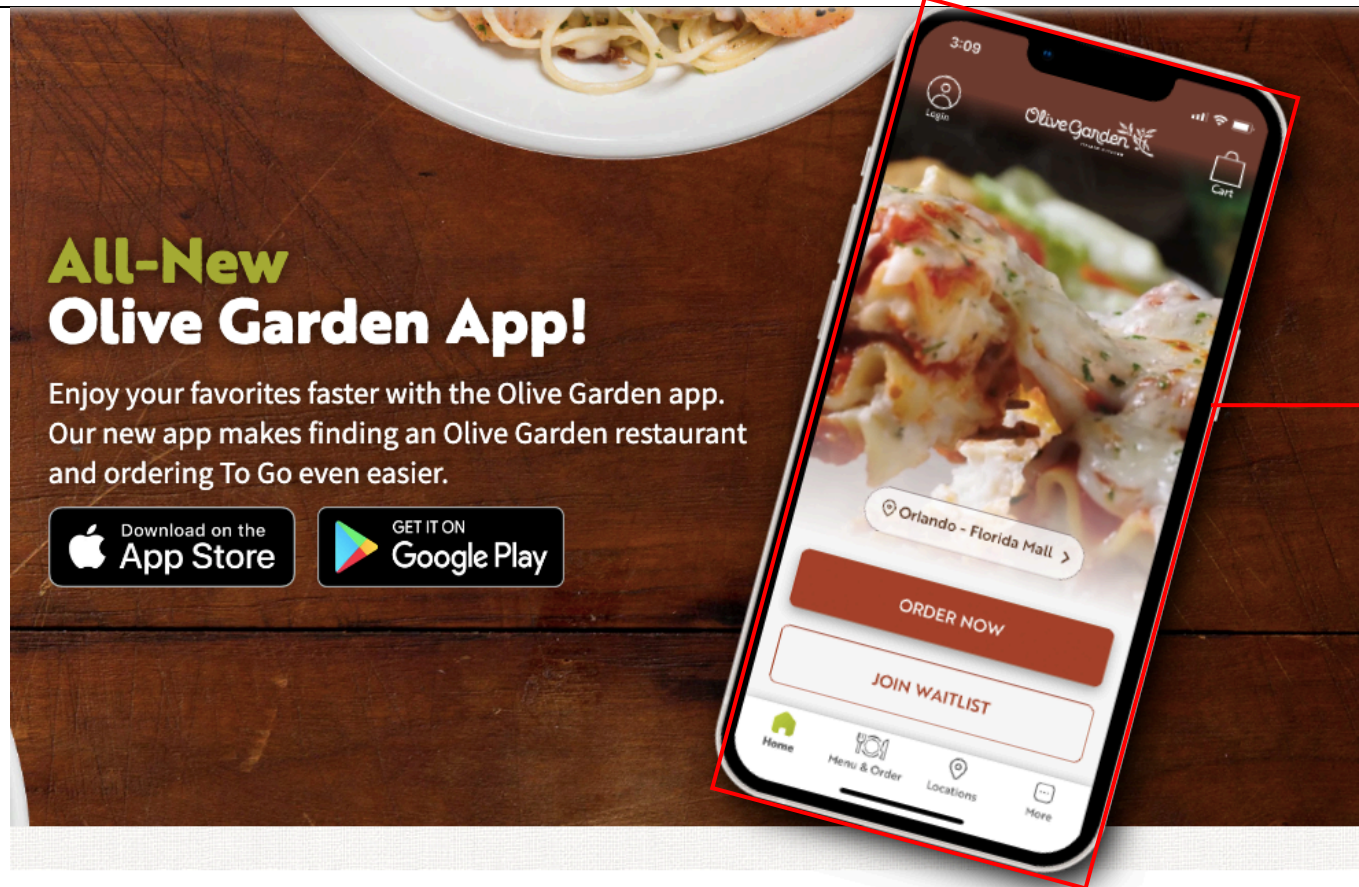 3:09
Login
Olive Garden
Cart
All-New
Olive Garden App!
Enjoy your favorites faster with the Olive Garden app.
Our new app makes finding an Olive Garden restaurant
and ordering To Go even easier.
Download on the
App Store
GET IT ON
Google Play
Orlando - Florida Mall >
ORDER NOW
JOIN WAITLIST
Home
Menu & Order
Locations
More